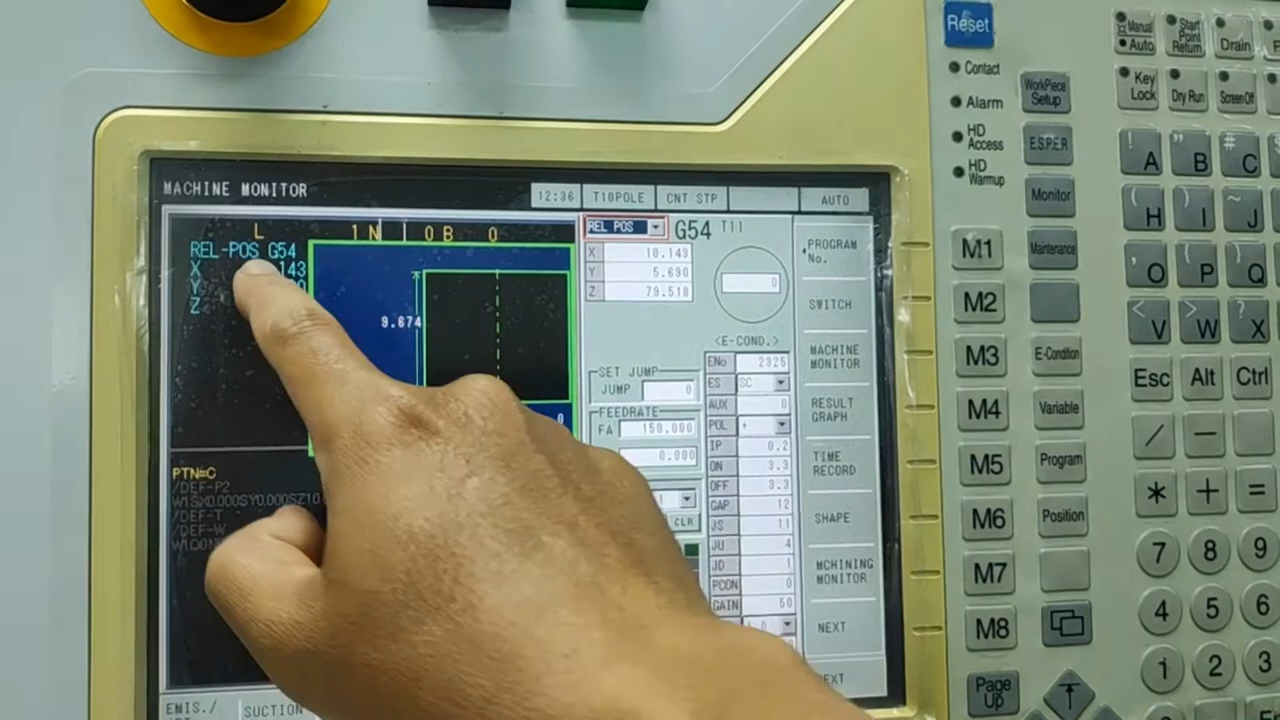 Reset
Contact
Alarm
HD Access
HD Warmup
WorkPiece Setup
E.S.P.E.R
Monitor
Maintenance
E-Condition
Variable
Program
Position
Manual
Auto
Start Point Return
Drain
Key Lock
Dry Run
Screen Off
! A
" B
# C
( H
) I
~ J
' O
( P
) Q
< V
> W
? X
Esc
Alt
Ctrl
/
—
* + =
7 8 9
4 5 6
1 2 3
M1
M2
M3
M4
M5
M6
M7
M8
Page Up
MACHINE MONITOR
12:36
T10POLE
CNT STP
AUTO
L 1N 0B 0
REL-POS G54
X 143
Y
Z
9.674
0
PTN=C
/DEF-P2
/DEF-T
/DEF-W
REL POS
G54 T11
X 10.143
Y 5.690
Z 79.518
0
SET JUMP
JUMP 0
FEEDRATE
FA 150.000
0.000
CLR
<E-COND.>
ENo 2325
ES SC
AUX 0
POL +
IP 0.2
ON 3.3
OFF 3.3
GAP 12
JS 11
JU 4
JD 1
PCON 0
GAIN 50
PROGRAM No.
SWITCH
MACHINE MONITOR
RESULT GRAPH
TIME RECORD
SHAPE
MCHINING MONITOR
NEXT
EMIS./
SUCTION